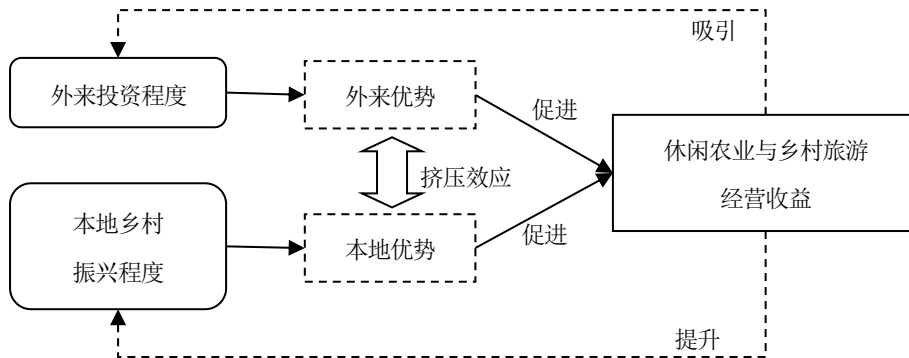 吸引
外来投资程度
外来优势
促进
休闲农业与乡村旅游
经营收益
挤压效应
本地乡村
振兴程度
本地优势
促进
提升